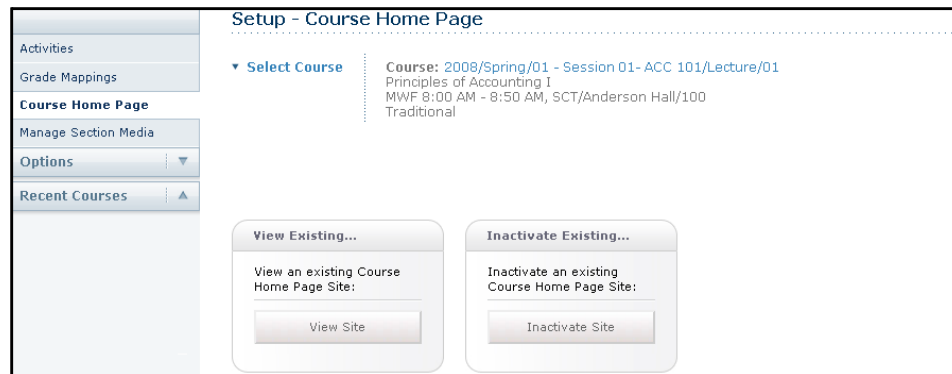 Setup - Course Home Page
Activities
Grade Mappings
Course Home Page
Manage Section Media
Options
Recent Courses
Select Course
Course: 2008/Spring/01 - Session 01- ACC 101/Lecture/01
Principles of Accounting I
MWF 8:00 AM - 8:50 AM, SCT/Anderson Hall/100
Traditional
View Existing...
View an existing Course
Home Page Site:
View Site
Inactivate Existing...
Inactivate an existing
Course Home Page Site:
Inactivate Site